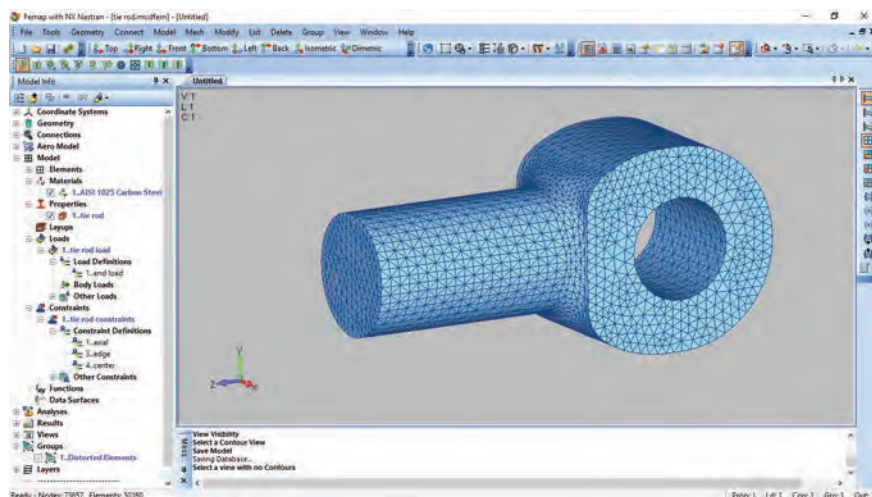 Femap with NX Nastran - [tie rod.modfem] - [Untitled]
File Tools Geometry Connect Model Mesh Modify List Delete Group View Window Help
Top Right Front Bottom Left Back Isometric Dimetric
Model Info
Untitled
V:1
L:1
C:1
Coordinate Systems
Geometry
Connections
Aero Model
Model
Elements
Materials
1..AISI 1025 Carbon Steel
Properties
1..tie rod
Layups
Loads
1..tie rod load
Load Definitions
1..end load
Body Loads
Other Loads
Constraints
1..tie rod constraints
Constraint Definitions
1..axial
3..edge
4..center
Other Constraints
Functions
Data Surfaces
Analyses
Results
Views
Groups
1..Distorted Elements
Layers
Y
Z
X
View Visibility
Select a Contour View
Save Model
Saving Database...
Select a view with no Contours
Ready - Nodes: 73657 Elements: 50380